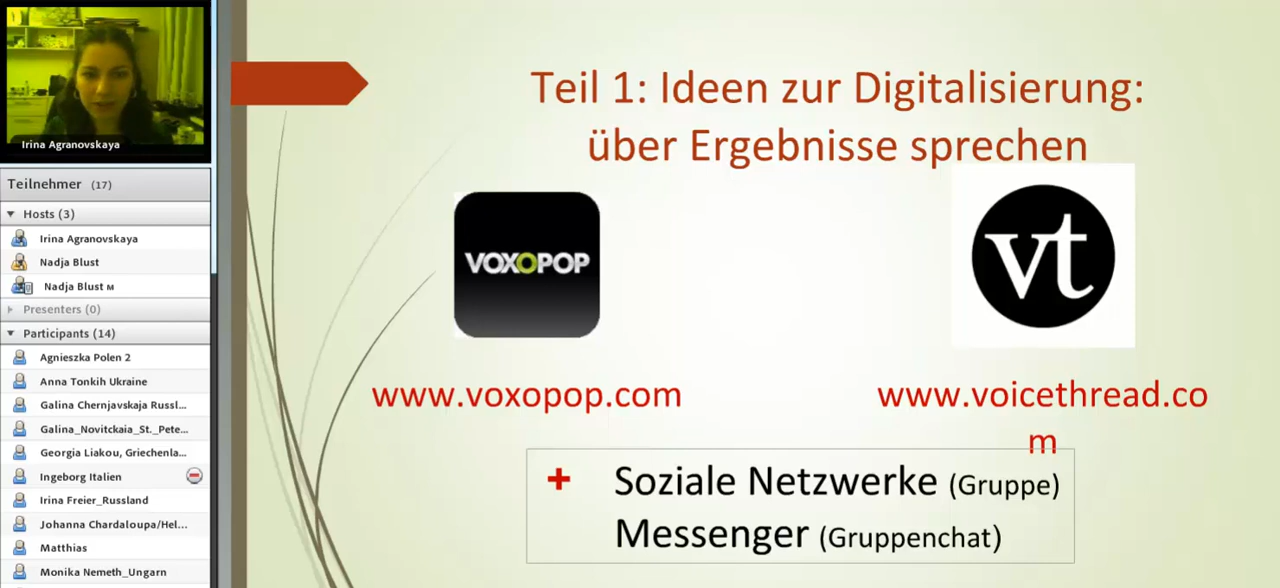 Irina Agranovskaya
Teilnehmer (17)
Hosts (3)
Irina Agranovskaya
Nadja Blust
Nadja Blust м
Presenters (0)
Participants (14)
Agnieszka Polen 2
Anna Tonkih Ukraine
Galina Chernjavskaja Russl...
Galina_Novitckaia_St._Pete...
Georgia Liakou, Griechenla...
Ingeborg Italien
Irina Freier_Russland
Johanna Chardaloupa/Hel...
Matthias
Monika Nemeth_Ungarn
Teil 1: Ideen zur Digitalisierung:
über Ergebnisse sprechen
VOXOPOP
vt
www.voxopop.com
www.voicethread.co
m
+ Soziale Netzwerke (Gruppe)
Messenger (Gruppenchat)